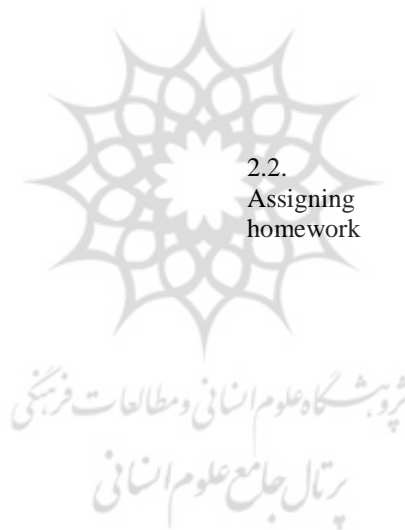 2.2.
Assigning
homework
پژوهشگاه علوم انسانی و مطالعات فرهنگی
پرتال جامع علوم انسانی